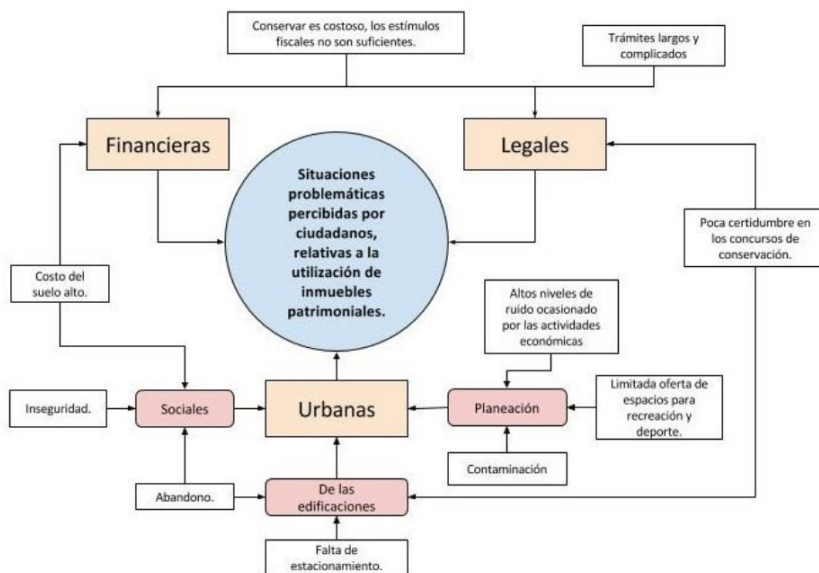 Conservar es costoso, los estímulos
fiscales no son suficientes.
Trámites largos y
complicados
Financieras
Legales
Situaciones
problemáticas
percibidas por
ciudadanos,
relativas a la
utilización de
inmuebles
patrimoniales.
Poca certidumbre en
los concursos de
conservación.
Costo del
suelo alto.
Altos niveles de
ruido ocasionado
por las actividades
económicas
Inseguridad.
Sociales
Urbanas
Planeación
Limitada oferta de
espacios para
recreación y
deporte.
Contaminación
Abandono.
De las
edificaciones
Falta de
estacionamiento.